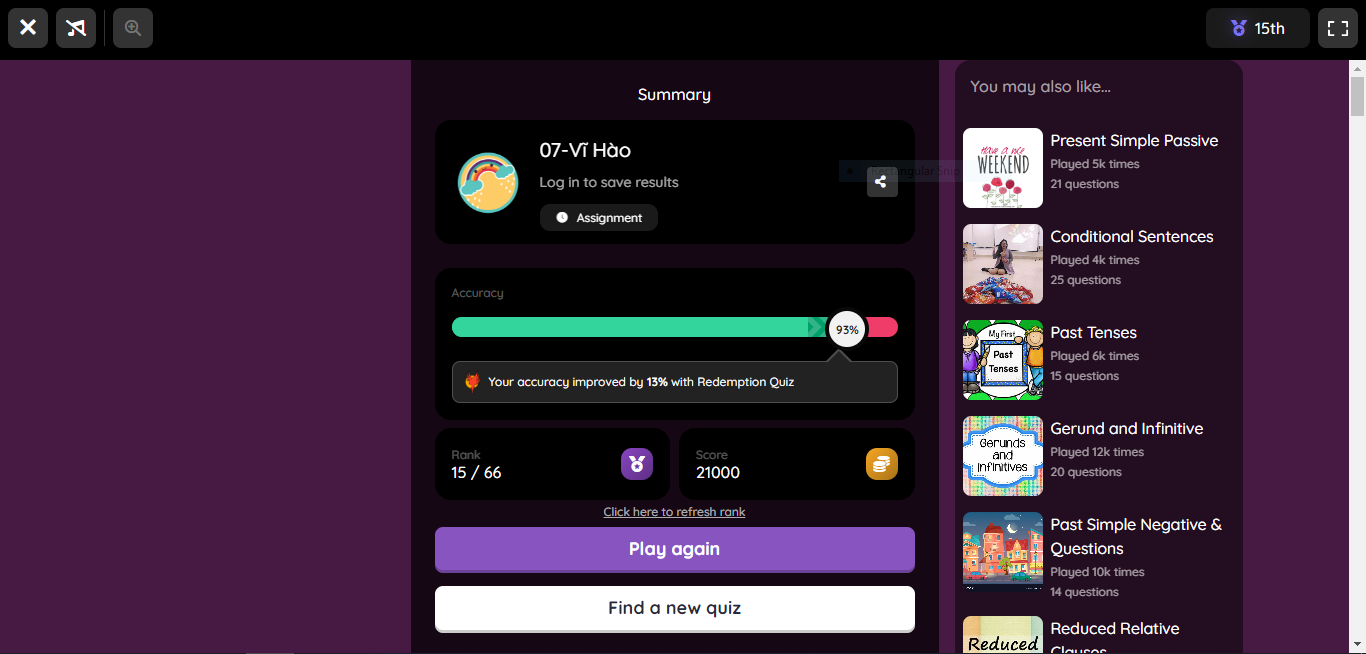 15th
Summary
07-Vĩ Hào
Log in to save results
Assignment
Rectangular Snip
Accuracy
93%
Your accuracy improved by 13% with Redemption Quiz
Rank
15 / 66
Score
21000
Click here to refresh rank
Play again
Find a new quiz
You may also like...
Have a nice
WEEKEND
Present Simple Passive
Played 5k times
21 questions
Conditional Sentences
Played 4k times
25 questions
My First
Past
Tenses
Past Tenses
Played 6k times
15 questions
Gerunds
and
Infinitives
Gerund and Infinitive
Played 12k times
20 questions
Past Simple Negative &
Questions
Played 10k times
14 questions
Reduced
Reduced Relative
Clauses